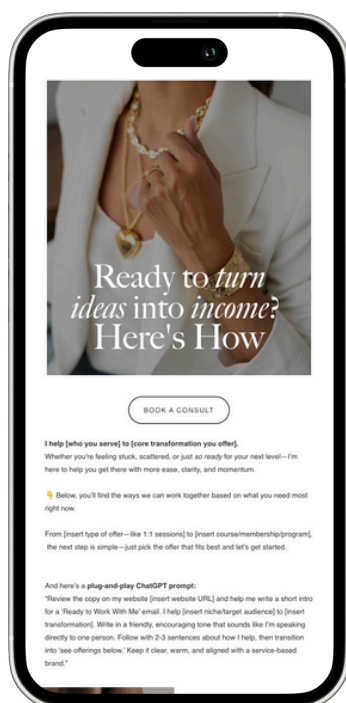 Ready to turn
ideas into income?
Here's How
BOOK A CONSULT
I help [who you serve] to [core transformation you offer].
Whether you're feeling stuck, scattered, or just so ready for your next level—I'm
here to help you get there with more ease, clarity, and momentum.
👇 Below, you'll find the ways we can work together based on what you need most
right now.
From [insert type of offer—like 1:1 sessions] to [insert course/membership/program],
the next step is simple—just pick the offer that fits best and let's get started.
And here's a plug-and-play ChatGPT prompt:
"Review the copy on my website [insert website URL] and help me write a short intro
for a 'Ready to Work With Me' email. I help [insert niche/target audience] to [insert
transformation]. Write in a friendly, encouraging tone that sounds like I'm speaking
directly to one person. Follow with 2-3 sentences about how I help, then transition
into 'see offerings below.' Keep it clear, warm, and aligned with a service-based
brand."